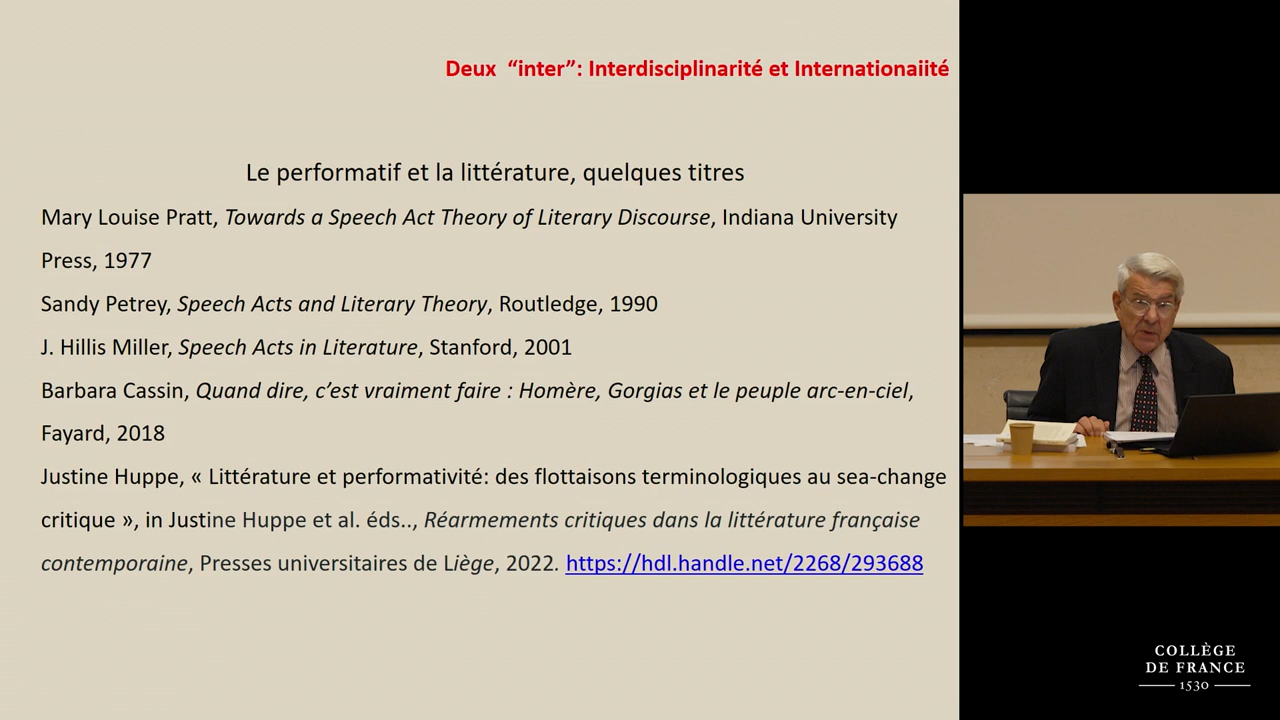 Deux “inter”: Interdisciplinarité et Internationaiité
Le performatif et la littérature, quelques titres
Mary Louise Pratt, Towards a Speech Act Theory of Literary Discourse, Indiana University
Press, 1977
Sandy Petrey, Speech Acts and Literary Theory, Routledge, 1990
J. Hillis Miller, Speech Acts in Literature, Stanford, 2001
Barbara Cassin, Quand dire, c’est vraiment faire : Homère, Gorgias et le peuple arc-en-ciel,
Fayard, 2018
Justine Huppe, « Littérature et performativité: des flottaisons terminologiques au sea-change
critique », in Justine Huppe et al. éds.., Réarmements critiques dans la littérature française
contemporaine, Presses universitaires de Liège, 2022. https://hdl.handle.net/2268/293688
COLLÈGE
DE FRANCE
1530